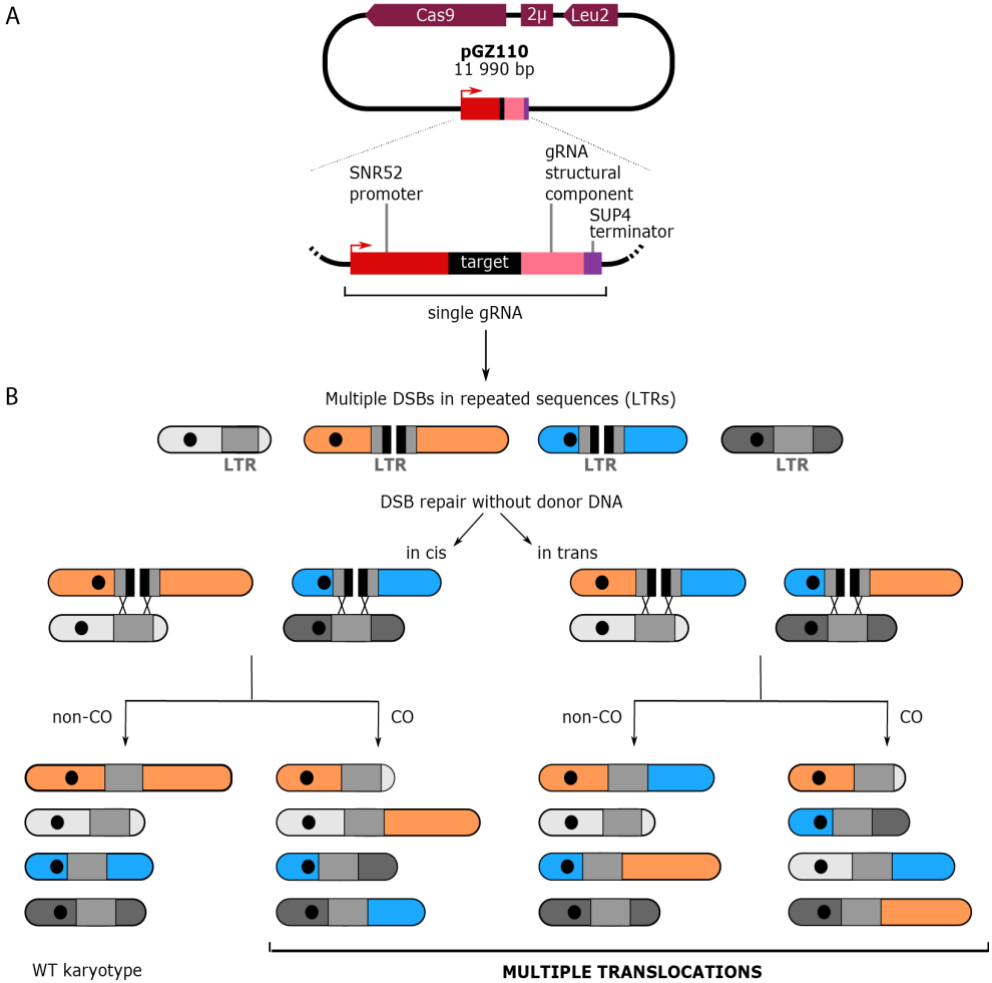 A
Cas9
2μ
Leu2
pGZ110
11 990 bp
SNR52
promoter
gRNA
structural
component
SUP4
terminator
target
single gRNA
B
Multiple DSBs in repeated sequences (LTRs)
LTR
LTR
LTR
LTR
DSB repair without donor DNA
in cis
in trans
non-CO
CO
non-CO
CO
WT karyotype
MULTIPLE TRANSLOCATIONS